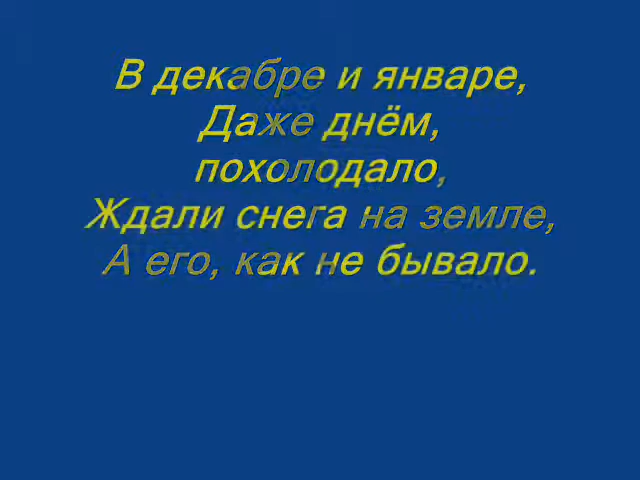 В декабре и январе,
Даже днём,
похолодало,
Ждали снега на земле,
А его, как не бывало.